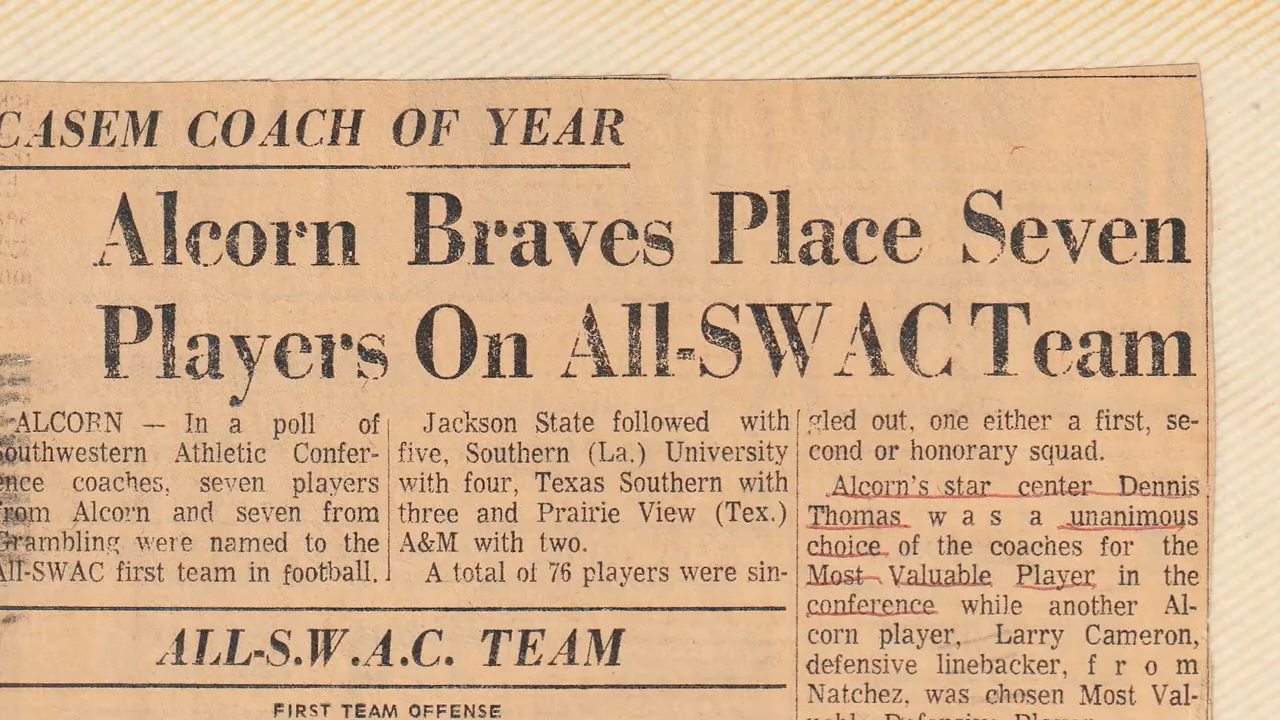 CASEM COACH OF YEAR
Alcorn Braves Place Seven
Players On All-SWAC Team
ALCORN — In a poll of
Southwestern Athletic Confer-
ence coaches, seven players
from Alcorn and seven from
Grambling were named to the
All-SWAC first team in football.
Jackson State followed with
five, Southern (La.) University
with four, Texas Southern with
three and Prairie View (Tex.)
A&M with two.
A total of 76 players were sin-
gled out, one either a first, se-
cond or honorary squad.
Alcorn's star center Dennis
Thomas was a unanimous
choice of the coaches for the
Most Valuable Player in the
conference while another Al-
corn player, Larry Cameron,
defensive linebacker, from
Natchez, was chosen Most Val-
uable Defensive Player
ALL-S.W.A.C. TEAM
FIRST TEAM OFFENSE